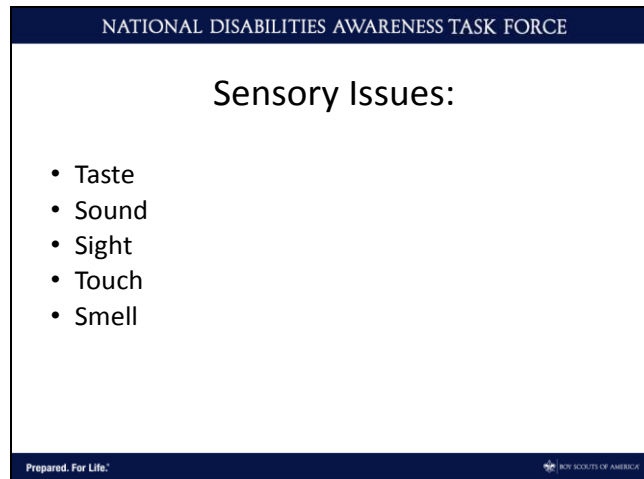 NATIONAL DISABILITIES AWARENESS TASK FORCE
Sensory Issues:
• Taste
• Sound
• Sight
• Touch
• Smell
Prepared. For Life.®
BOY SCOUTS OF AMERICA®